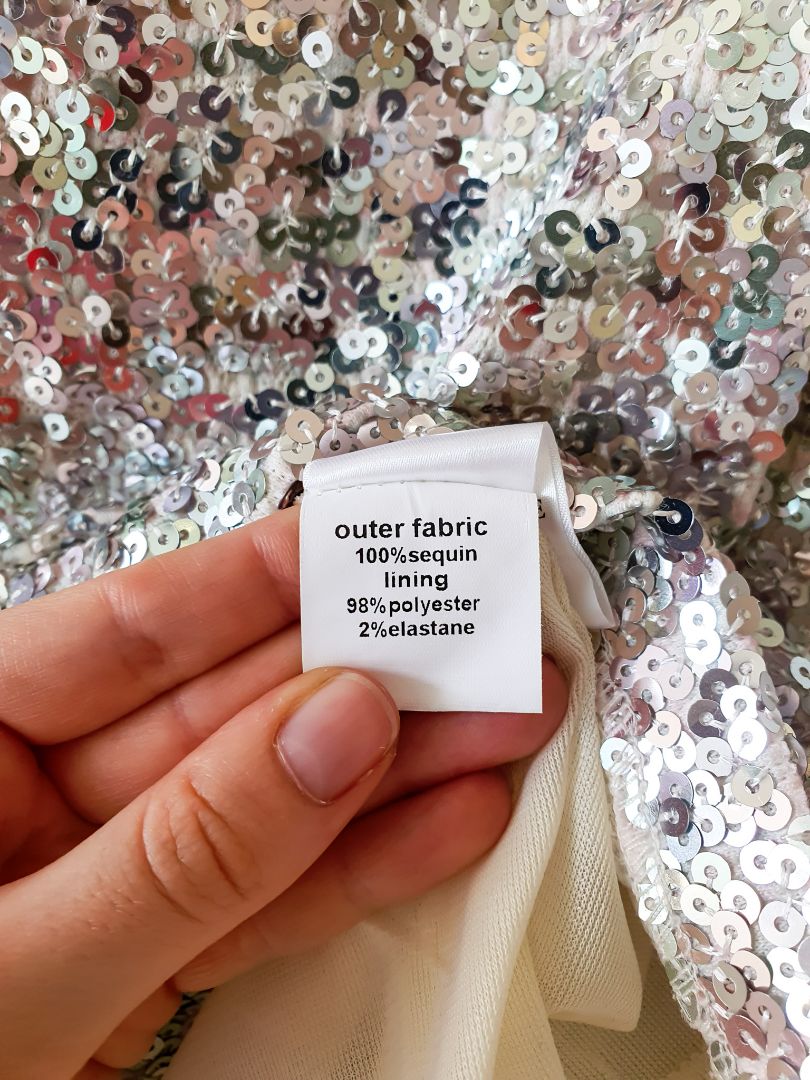 outer fabric
100%sequin
lining
98%polyester
2%elastane